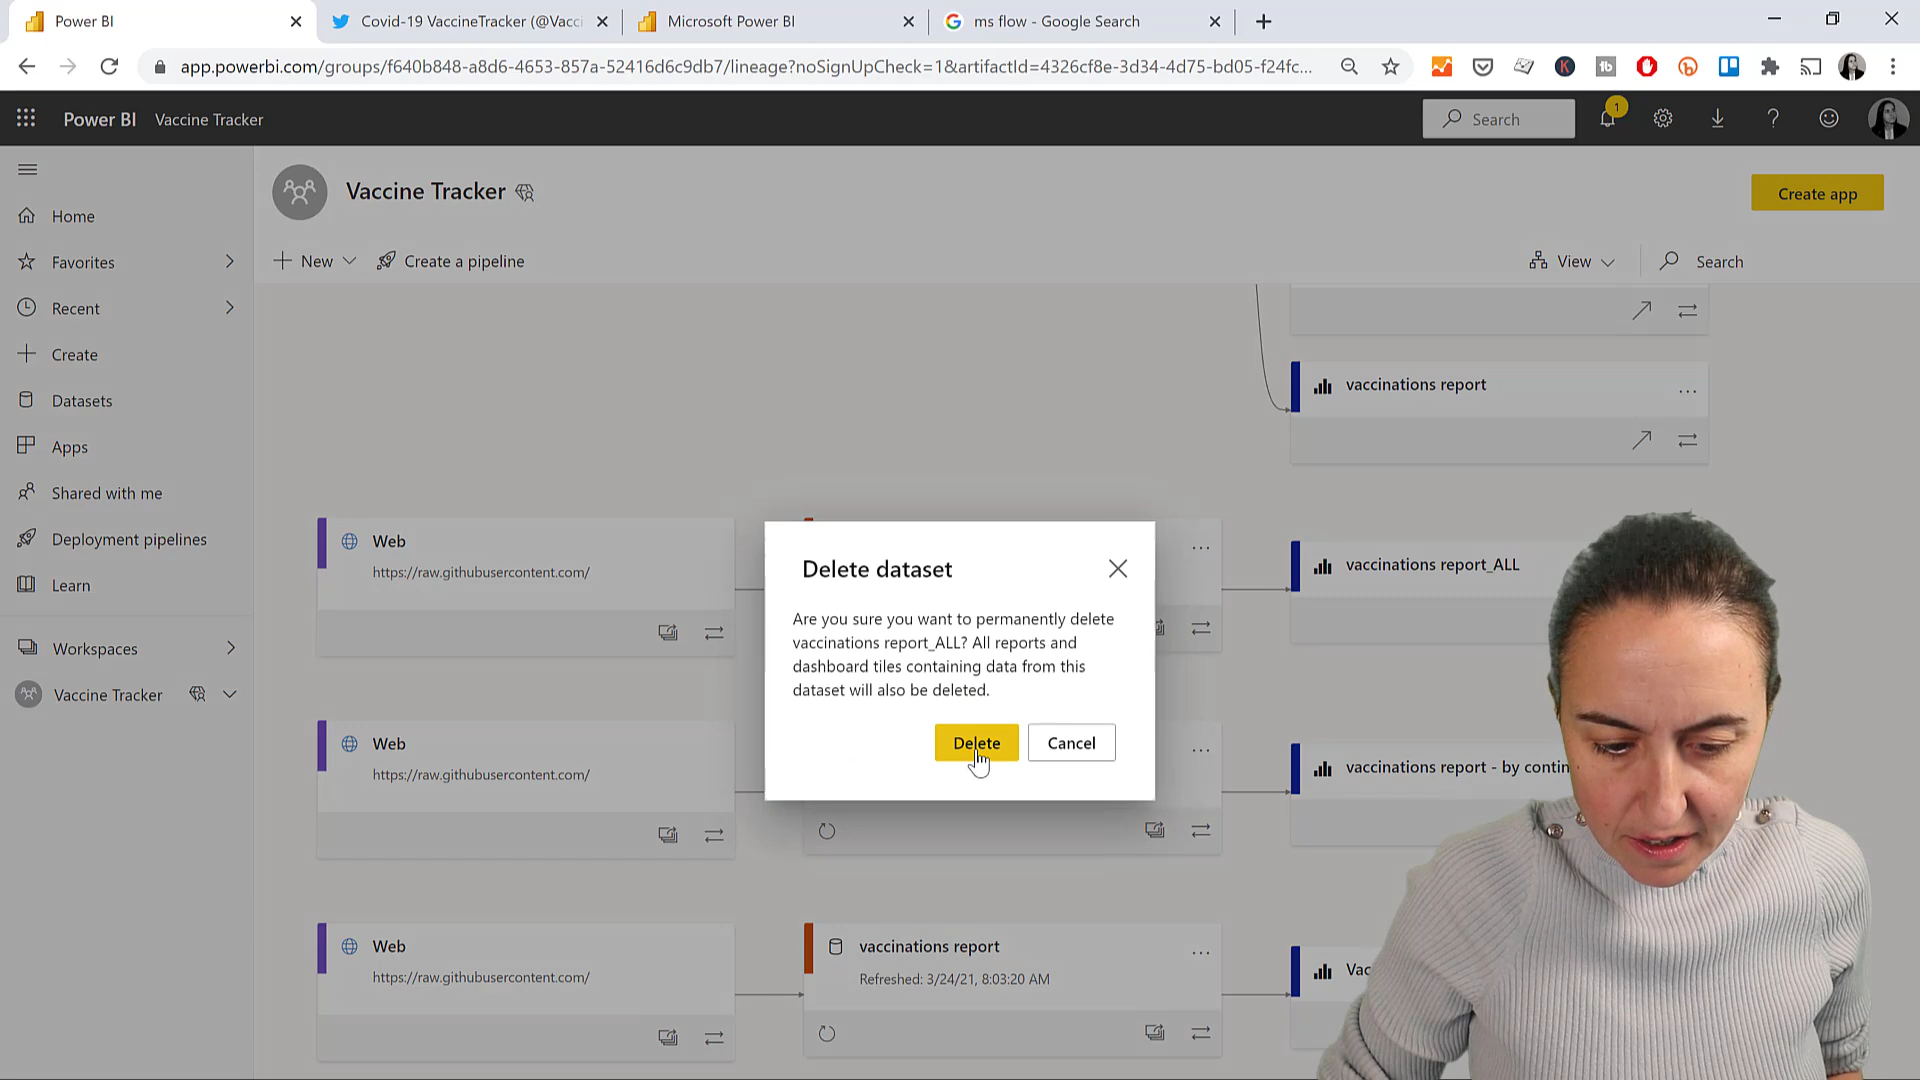 Power BI
Covid-19 VaccineTracker (@Vacci
Microsoft Power BI
ms flow - Google Search
app.powerbi.com/groups/f640b848-a8d6-4653-857a-52416d6c9db7/lineage?noSignUpCheck=1&artifactId=4326cf8e-3d34-4d75-bd05-f24fc...
Power BI Vaccine Tracker
Search
1
Vaccine Tracker
Create app
New
Create a pipeline
View
Search
Home
Favorites
Recent
Create
Datasets
Apps
Shared with me
Deployment pipelines
Learn
Workspaces
Vaccine Tracker
vaccinations report
Web
https://raw.githubusercontent.com/
vaccinations report_ALL
Delete dataset
Are you sure you want to permanently delete
vaccinations report_ALL? All reports and
dashboard tiles containing data from this
dataset will also be deleted.
Delete
Cancel
Web
https://raw.githubusercontent.com/
vaccinations report - by contin
Web
https://raw.githubusercontent.com/
vaccinations report
Refreshed: 3/24/21, 8:03:20 AM
Vac